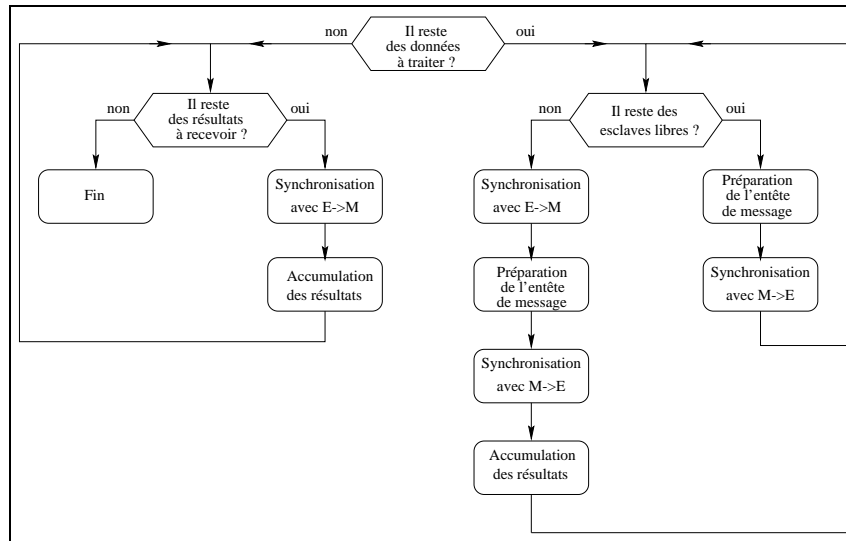 non
Il reste
des données
à traiter ?
oui
non
Il reste
des résultats
à recevoir ?
oui
non
Il reste des
esclaves libres ?
oui
Fin
Synchronisation
avec E->M
Synchronisation
avec E->M
Préparation
de l'entête
de message
Accumulation
des résultats
Préparation
de l'entête
de message
Synchronisation
avec M->E
Synchronisation
avec M->E
Accumulation
des résultats